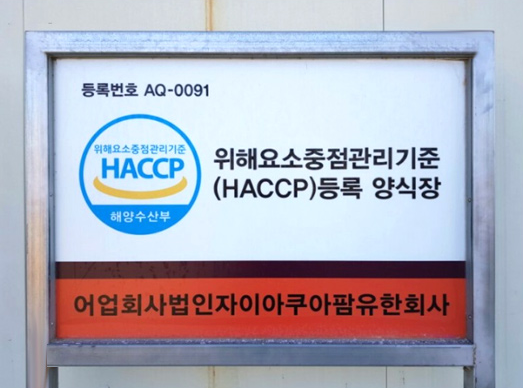 등록번호 AQ-0091
위해요소중점관리기준
HACCP
해양수산부
위해요소중점관리기준
(HACCP)등록 양식장
어업회사법인자이아쿠아팜유한회사